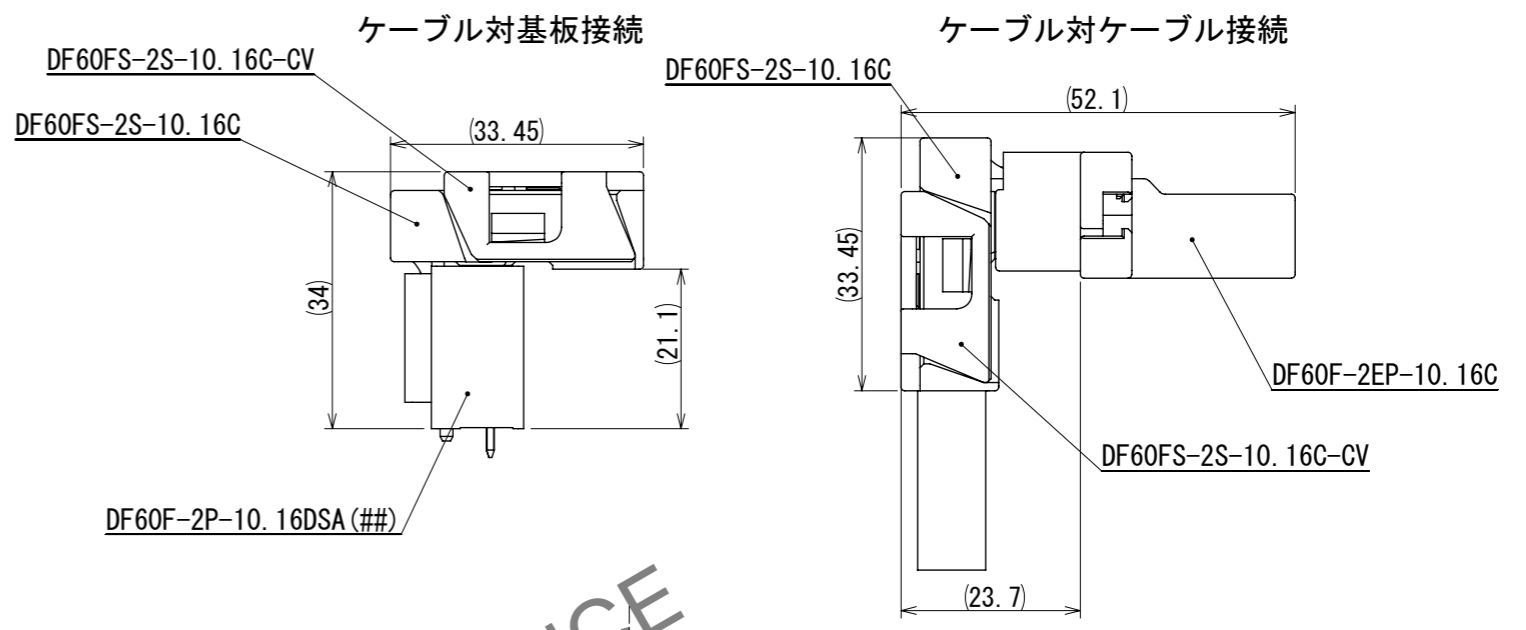 ケーブル対基板接続
DF60FS-2S-10.16C-CV
DF60FS-2S-10.16C
(33.45)
(34)
(21.1)
DF60F-2P-10.16DSA(##)
ケーブル対ケーブル接続
DF60FS-2S-10.16C
(52.1)
(33.45)
DF60F-2EP-10.16C
DF60FS-2S-10.16C-CV
(23.7)